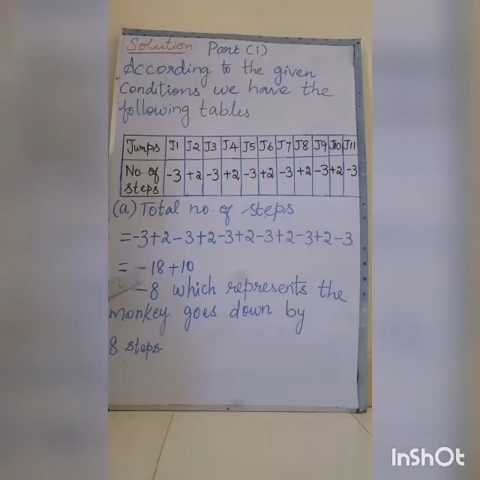 Solution: Part (1)
According to the given
Conditions we have the
following tables
Jumps J1 J2 J3 J4 J5 J6 J7 J8 J9 J10 J11
No. of steps -3 +2 -3 +2 -3 +2 -3 +2 -3 +2 -3
(a) Total no. of steps
= -3+2-3+2-3+2-3+2-3+2-3
= -18+10
-8 which represents the
monkey goes down by
8 steps.
InShOt